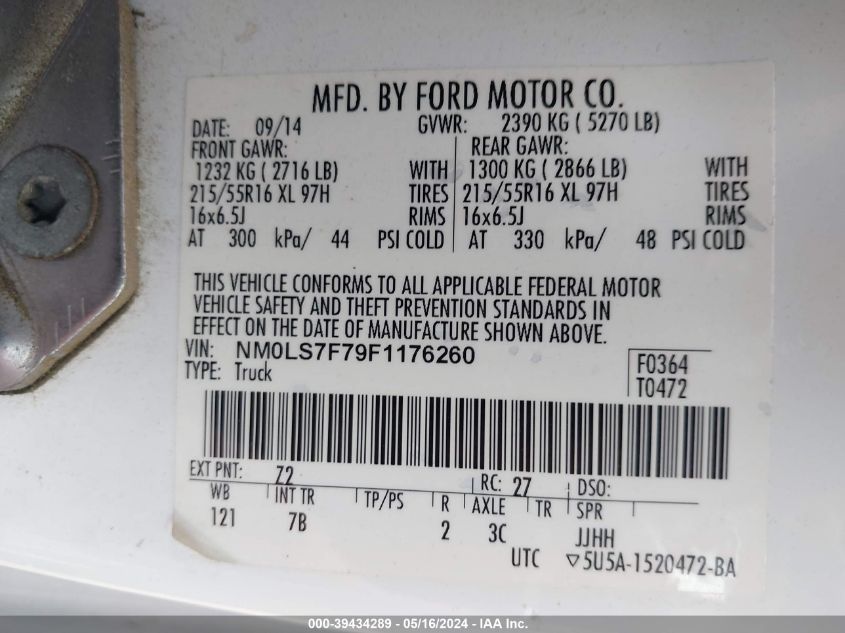 MFD. BY FORD MOTOR CO.
DATE: 09/14 GVWR: 2390 KG ( 5270 LB)
FRONT GAWR: REAR GAWR:
1232 KG ( 2716 LB) WITH 1300 KG ( 2866 LB) WITH
215/55R16 XL 97H TIRES 215/55R16 XL 97H TIRES
16x6.5J RIMS 16x6.5J RIMS
AT 300 kPa/ 44 PSI COLD AT 330 kPa/ 48 PSI COLD
THIS VEHICLE CONFORMS TO ALL APPLICABLE FEDERAL MOTOR
VEHICLE SAFETY AND THEFT PREVENTION STANDARDS IN
EFFECT ON THE DATE OF MANUFACTURE SHOWN ABOVE.
VIN: NM0LS7F79F1176260 F0364
TYPE: Truck T0472
EXT PNT: Z2 RC: 27 DSO:
WB INT TR TP/PS R AXLE TR SPR
121 7B 2 3C JJHH
UTC ▽5U5A-1520472-BA
000-39434289 - 05/16/2024 - IAA Inc.